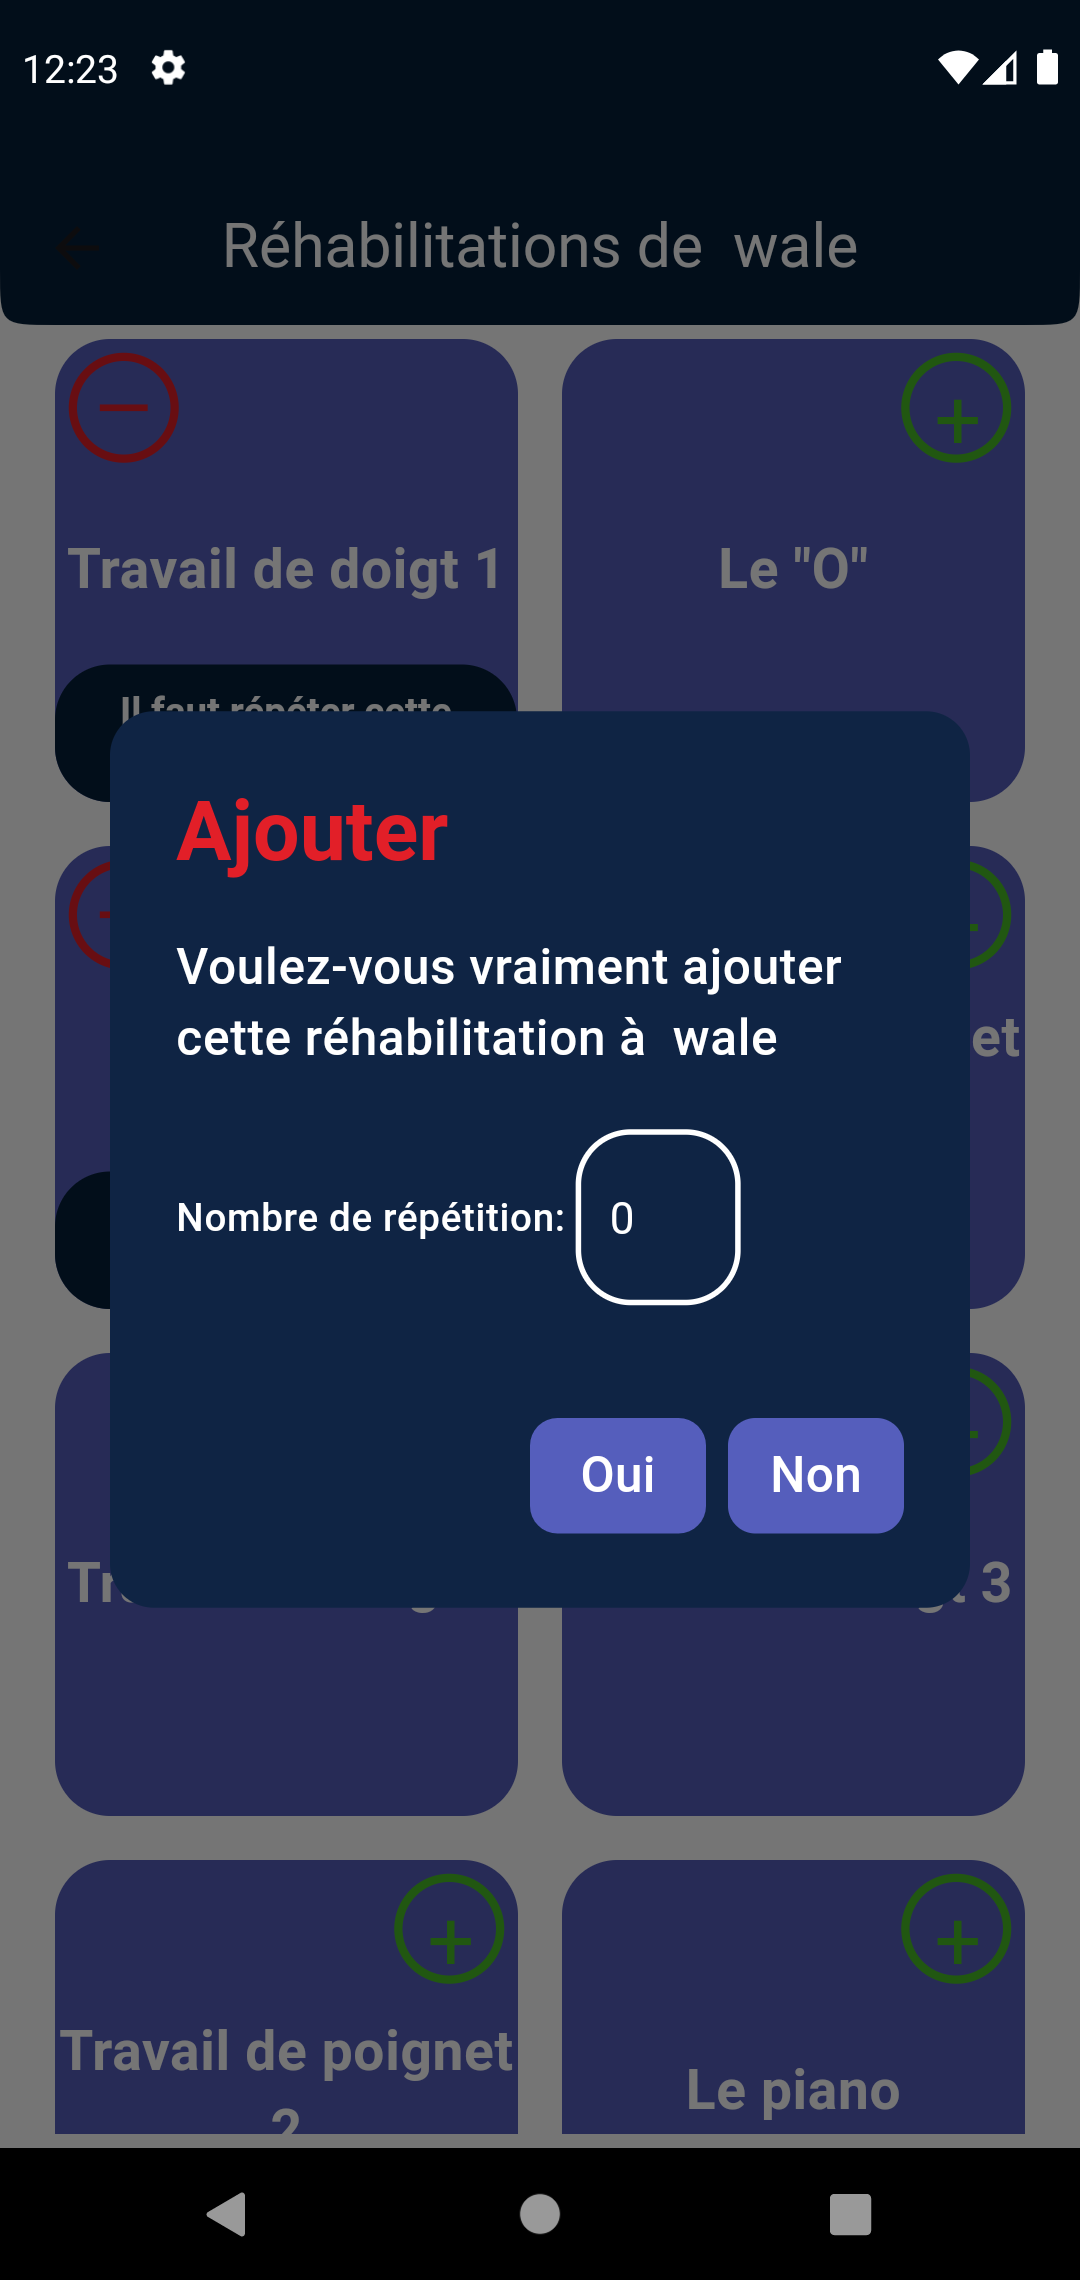 12:23
Réhabilitations de  wale
Travail de doigt 1
Le "O"
Il faut répéter cette
Ajouter
Voulez-vous vraiment ajouter
cette réhabilitation à  wale
et
Nombre de répétition: 0
Oui
Non
3
Travail de poignet
2
Le piano